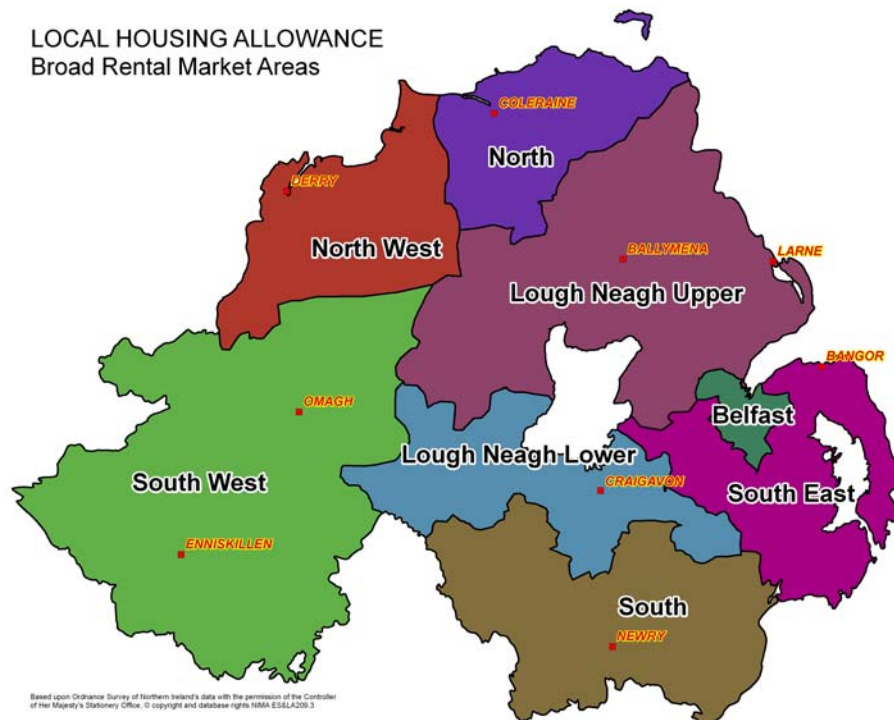 LOCAL HOUSING ALLOWANCE
Broad Rental Market Areas
COLERAINE
North
DERRY
North West
BALLYMENA
LARNE
Lough Neagh Upper
BANGOR
OMAGH
Belfast
Lough Neagh Lower
South West
CRAIGAVON
South East
ENNISKILLEN
South
NEWRY
Based upon Ordnance Survey of Northern Ireland's data with the permission of the Controller
of Her Majesty's Stationery Office, © copyright and database rights NIMA ES&LA209.3